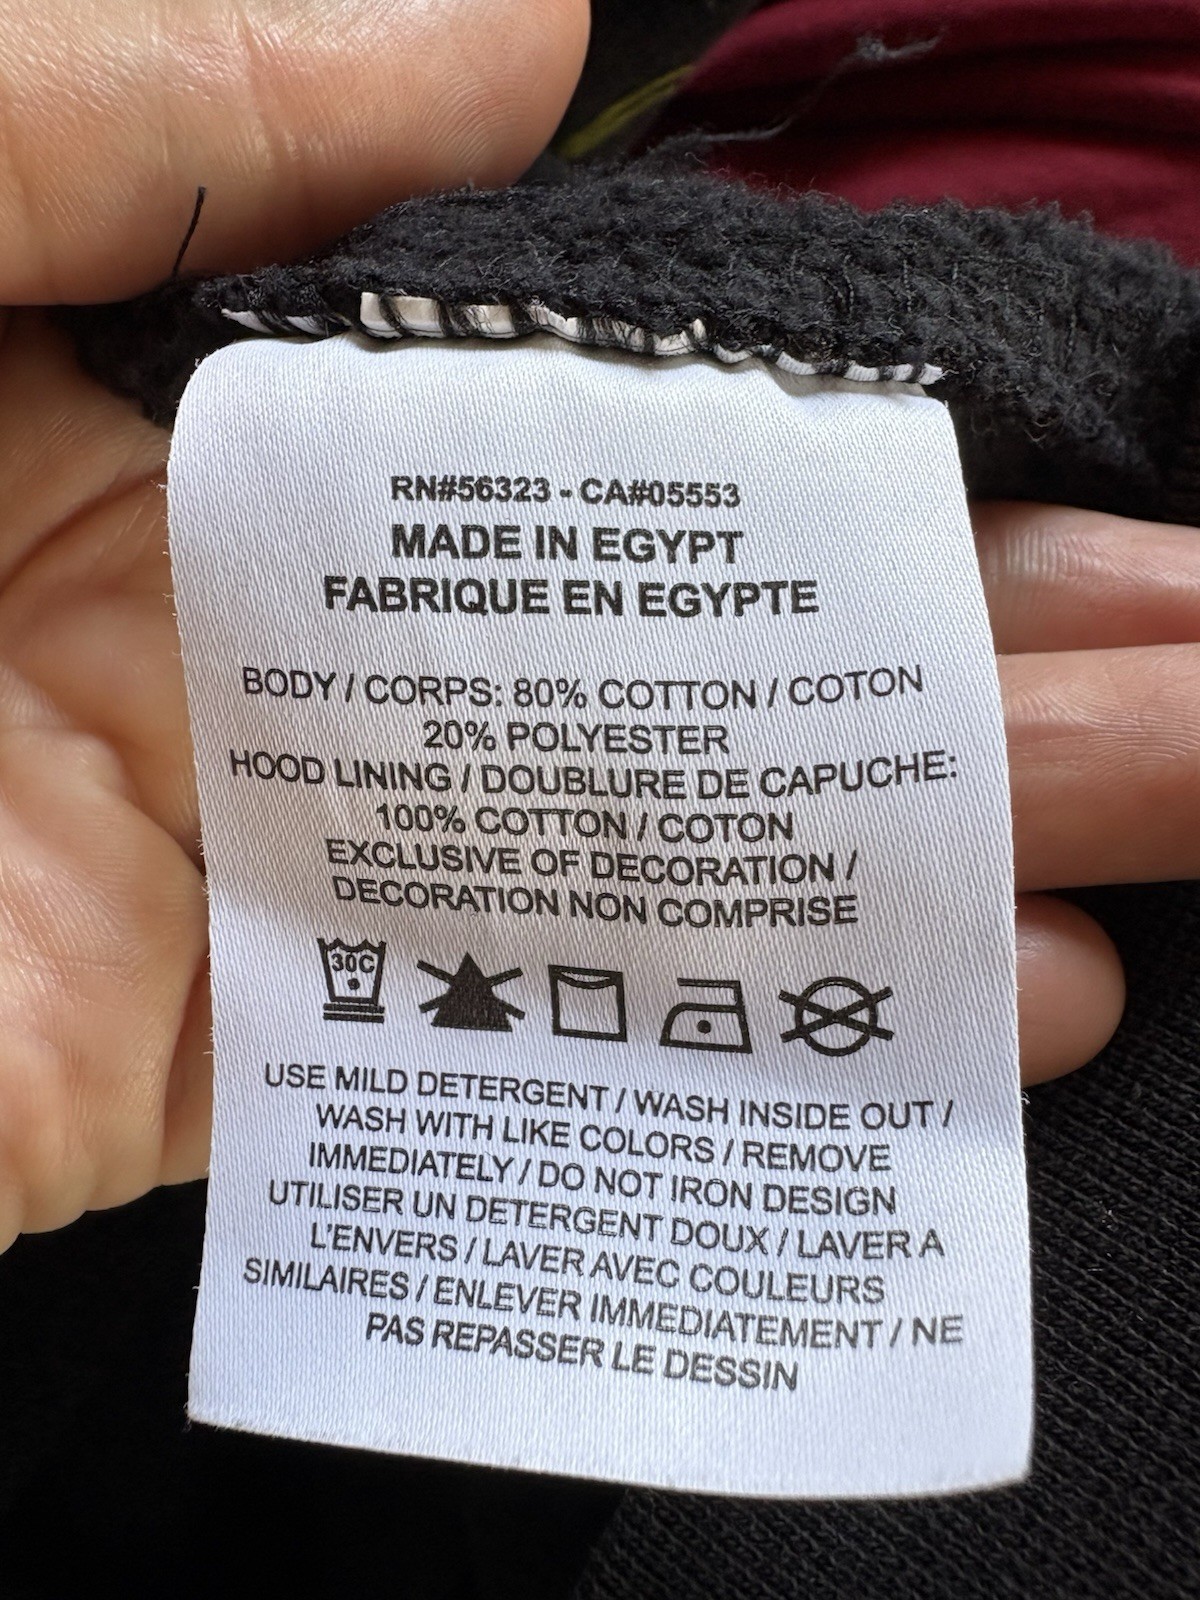 RN#56323 - CA#05553
MADE IN EGYPT
FABRIQUE EN EGYPTE
BODY / CORPS: 80% COTTON / COTON
20% POLYESTER
HOOD LINING / DOUBLURE DE CAPUCHE:
100% COTTON / COTON
EXCLUSIVE OF DECORATION /
DECORATION NON COMPRISE
30C
USE MILD DETERGENT / WASH INSIDE OUT /
WASH WITH LIKE COLORS / REMOVE
IMMEDIATELY / DO NOT IRON DESIGN
UTILISER UN DETERGENT DOUX / LAVER A
L'ENVERS / LAVER AVEC COULEURS
SIMILAIRES / ENLEVER IMMEDIATEMENT / NE
PAS REPASSER LE DESSIN